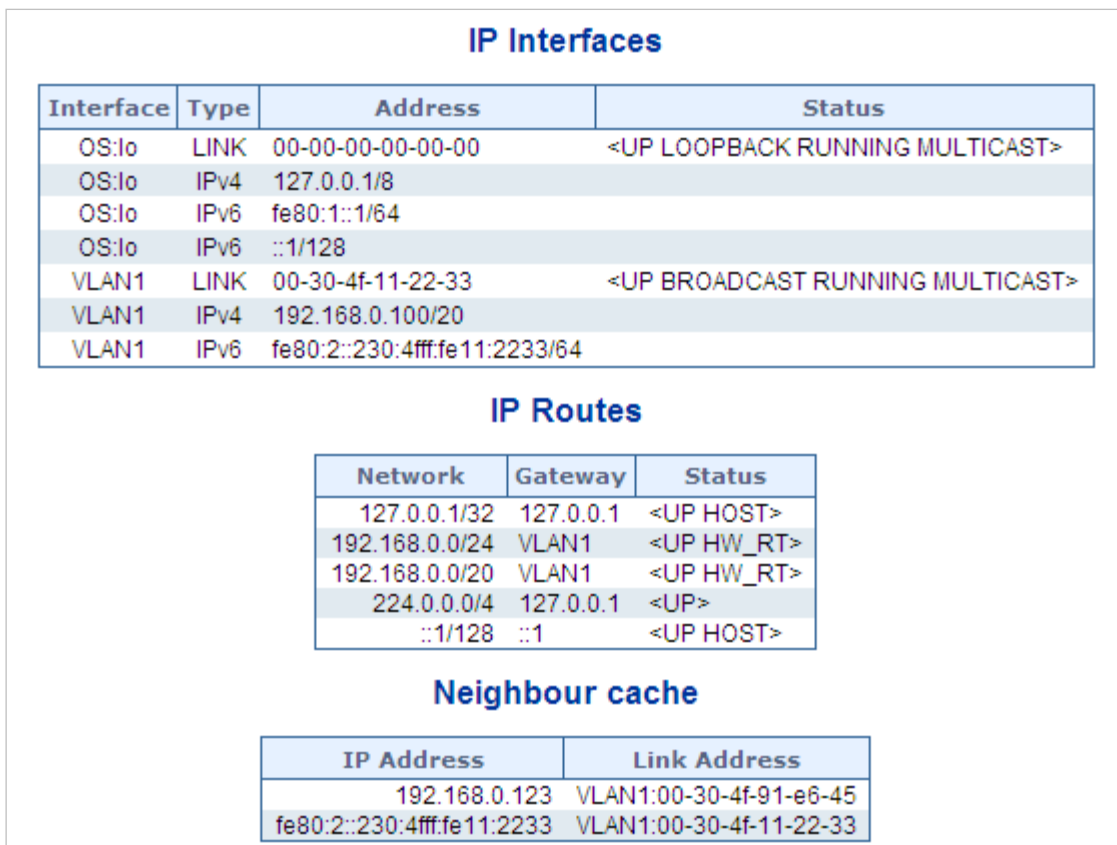 IP Interfaces
Interface Type Address Status
OS:lo LINK 00-00-00-00-00-00 <UP LOOPBACK RUNNING MULTICAST>
OS:lo IPv4 127.0.0.1/8
OS:lo IPv6 fe80:1::1/64
OS:lo IPv6 ::1/128
VLAN1 LINK 00-30-4f-11-22-33 <UP BROADCAST RUNNING MULTICAST>
VLAN1 IPv4 192.168.0.100/20
VLAN1 IPv6 fe80:2::230:4fff:fe11:2233/64
IP Routes
Network Gateway Status
127.0.0.1/32 127.0.0.1 <UP HOST>
192.168.0.0/24 VLAN1 <UP HW_RT>
192.168.0.0/20 VLAN1 <UP HW_RT>
224.0.0.0/4 127.0.0.1 <UP>
::1/128 ::1 <UP HOST>
Neighbour cache
IP Address Link Address
192.168.0.123 VLAN1:00-30-4f-91-e6-45
fe80:2::230:4fff:fe11:2233 VLAN1:00-30-4f-11-22-33